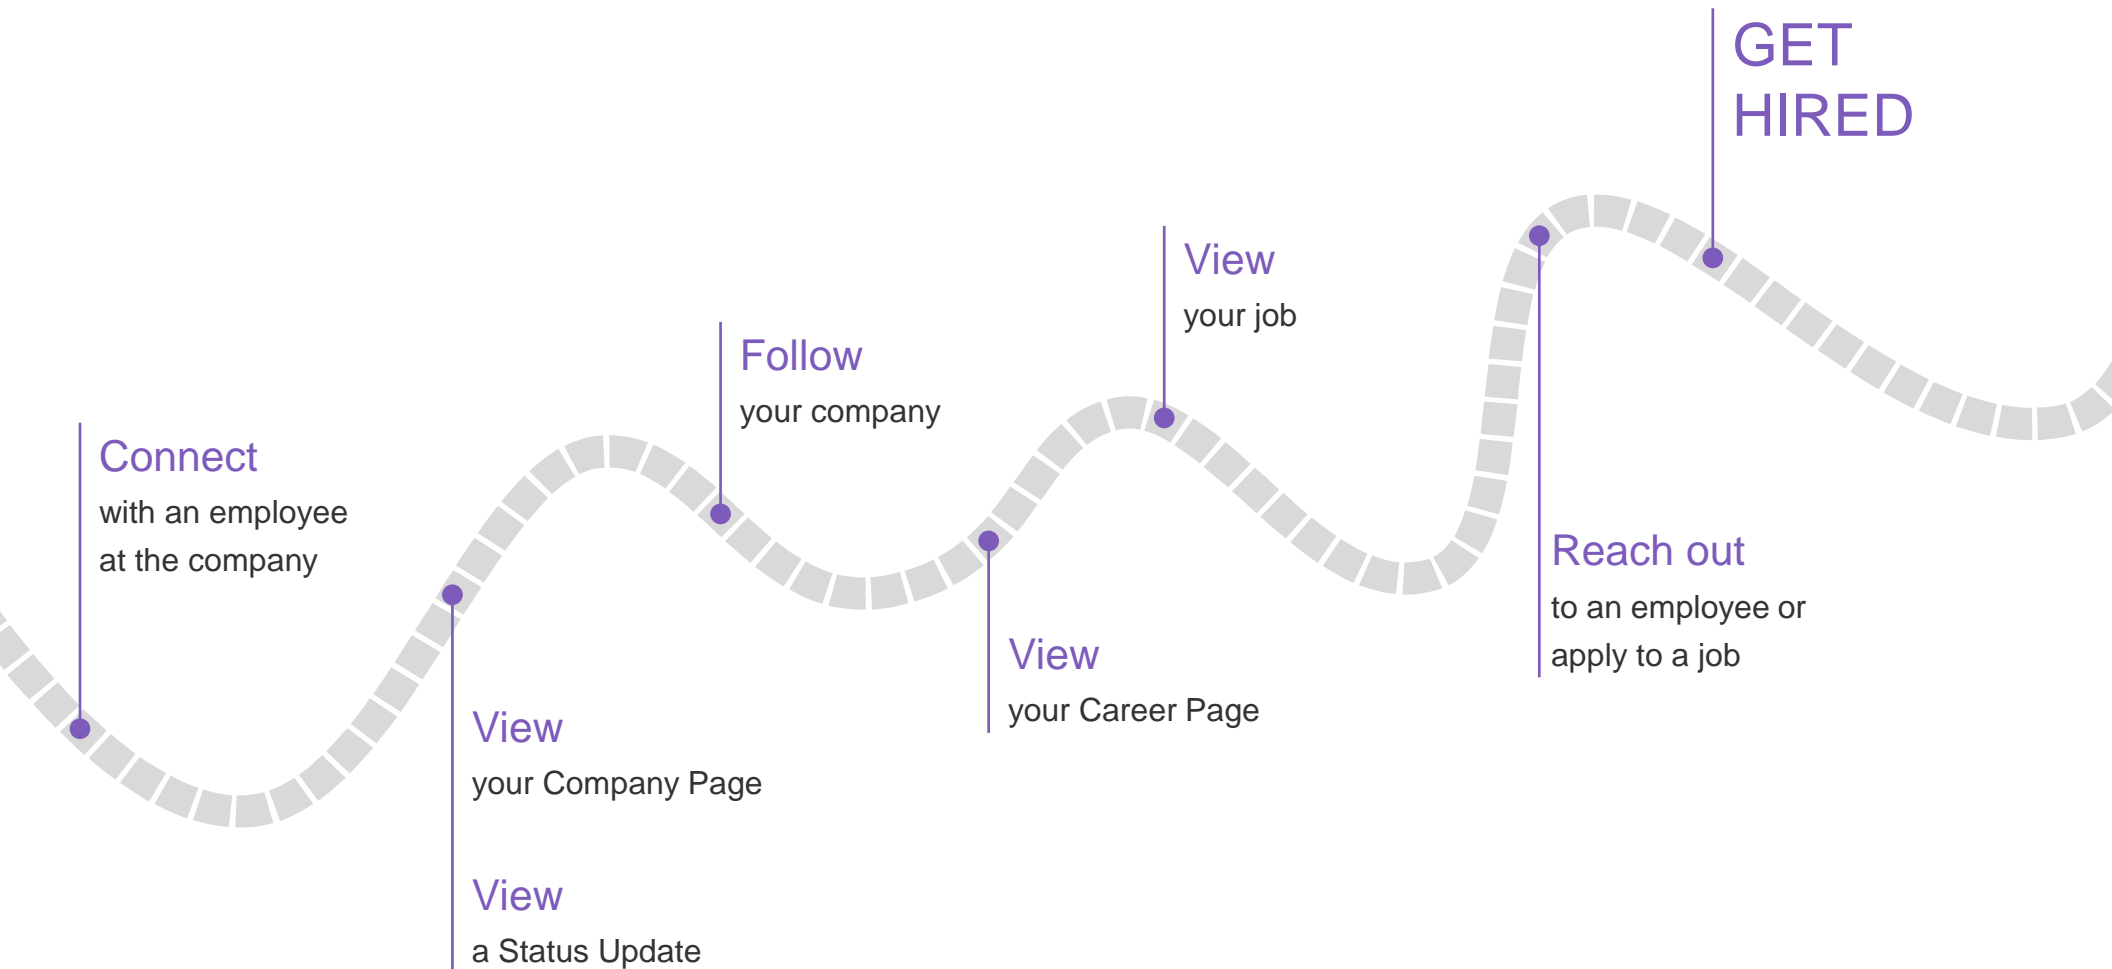 Connect
with an employee
at the company
View
your Company Page
View
a Status Update
Follow
your company
View
your Career Page
View
your job
Reach out
to an employee or
apply to a job
GET
HIRED